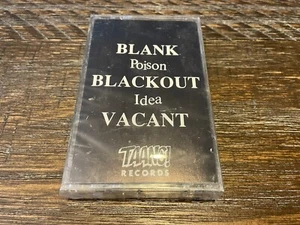 BLANK
Poison
BLACKOUT
Idea
VACANT
TAANG!
RECORDS